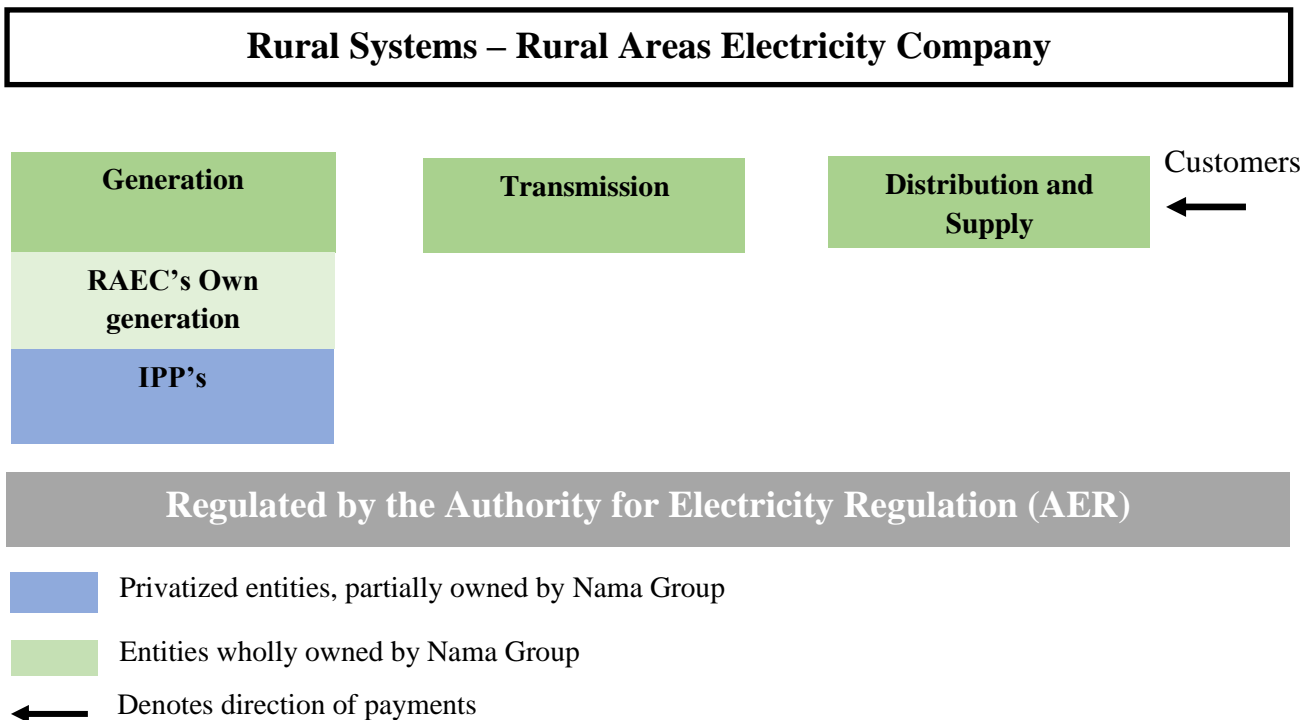 Rural Systems – Rural Areas Electricity Company
Generation
Transmission
Distribution and
Supply
Customers
RAEC’s Own
generation
IPP’s
Regulated by the Authority for Electricity Regulation (AER)
Privatized entities, partially owned by Nama Group
Entities wholly owned by Nama Group
Denotes direction of payments